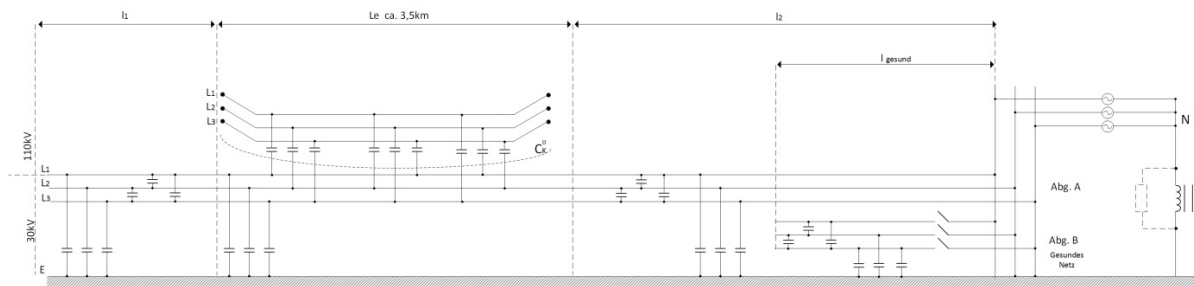 l₁
Le ca. 3,5km
l₂
l gesund
L₁
L₂
L₃
110kV
C⁰K
N
L₁
L₂
L₃
30kV
Abg. A
Abg. B
Gesundes
Netz
E